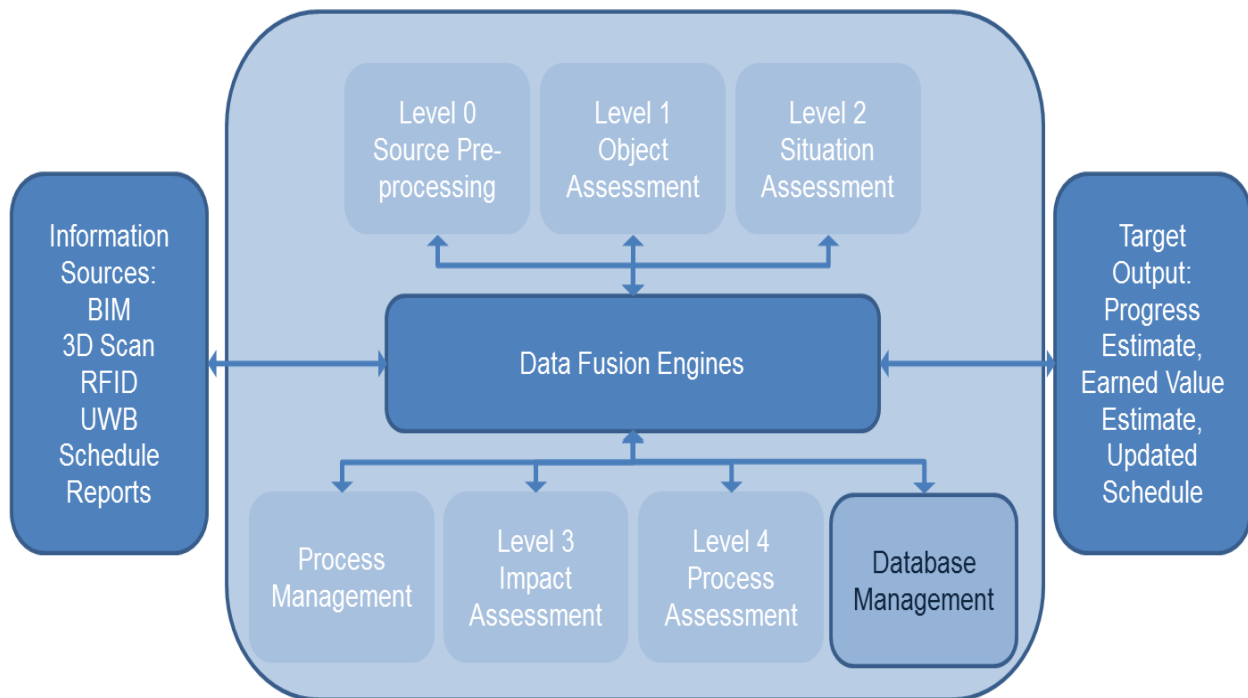 Level 0
Source Pre-
processing
Level 1
Object
Assessment
Level 2
Situation
Assessment
Information
Sources:
BIM
3D Scan
RFID
UWB
Schedule
Reports
Data Fusion Engines
Target
Output:
Progress
Estimate,
Earned Value
Estimate,
Updated
Schedule
Process
Management
Level 3
Impact
Assessment
Level 4
Process
Assessment
Database
Management